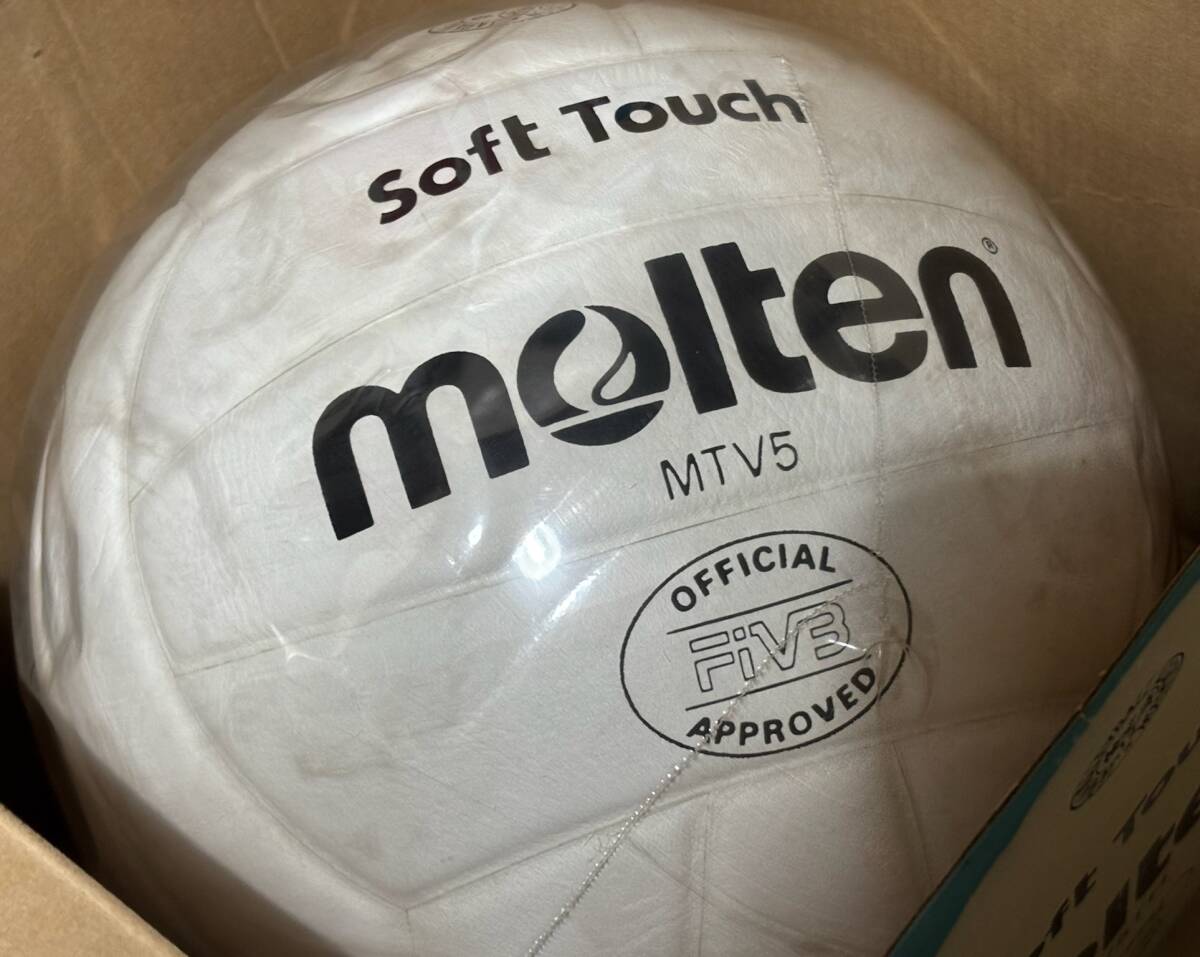 Soft Touch
molten®
MTV5
OFFICIAL
FiVB
APPROVED